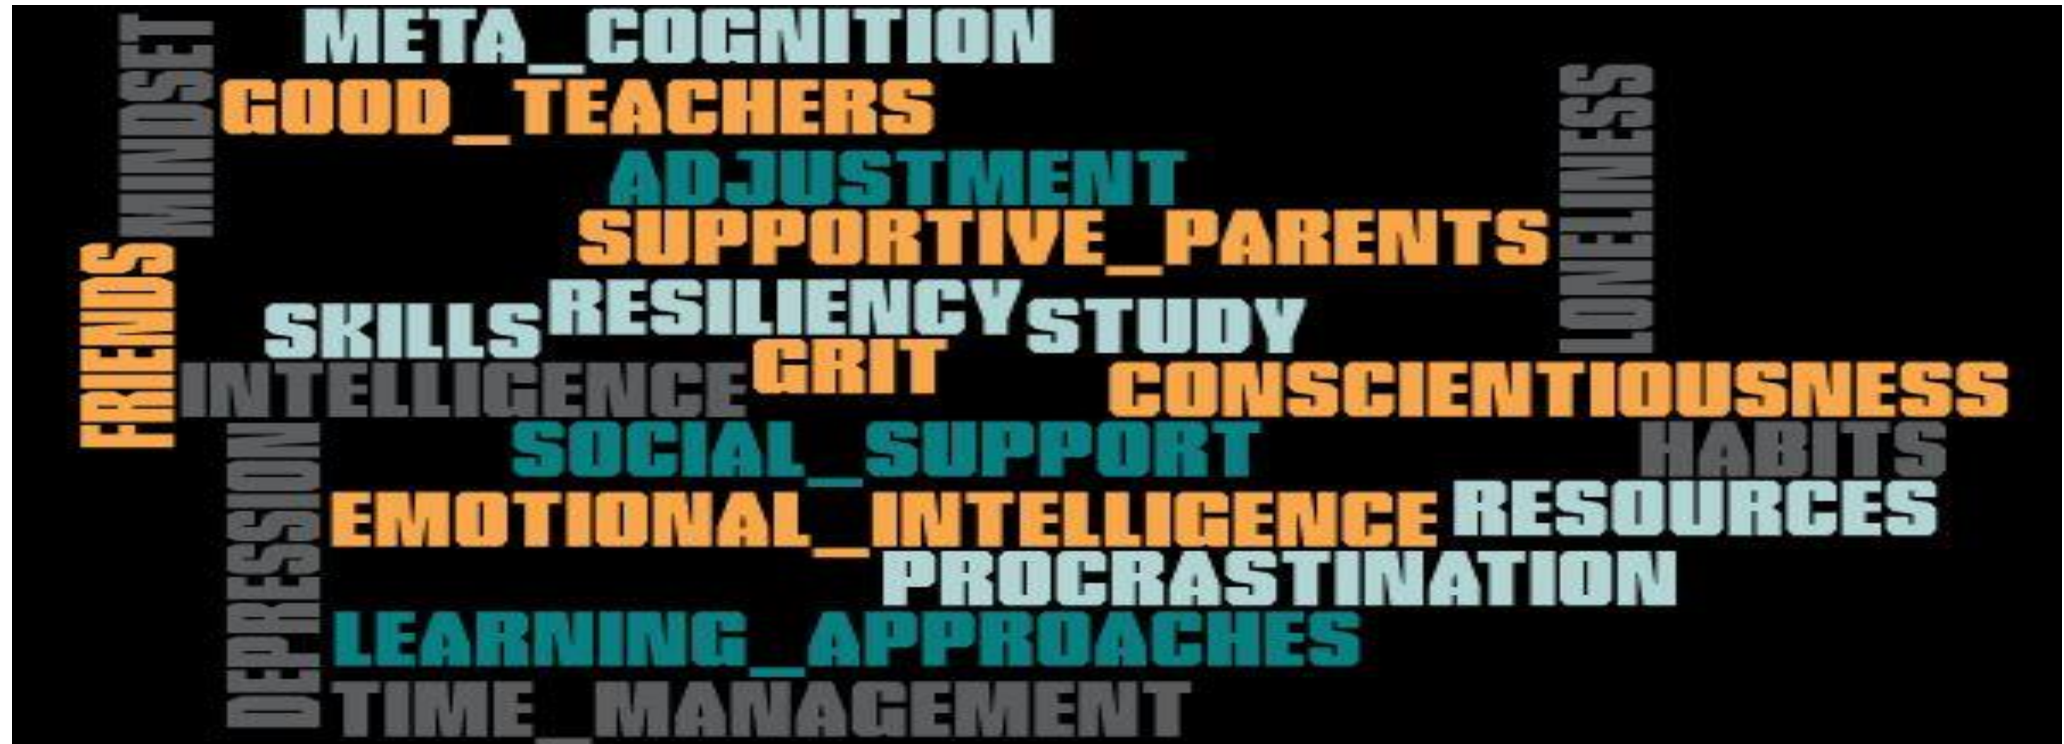 META_COGNITION
MINDSET
GOOD_TEACHERS
LONELINESS
ADJUSTMENT
SUPPORTIVE_PARENTS
FRIENDS
SKILLS RESILIENCY STUDY
INTELLIGENCE GRIT CONSCIENTIOUSNESS
SOCIAL_SUPPORT HABITS
DEPRESSION
EMOTIONAL_INTELLIGENCE RESOURCES
PROCRASTINATION
LEARNING_APPROACHES
TIME_MANAGEMENT